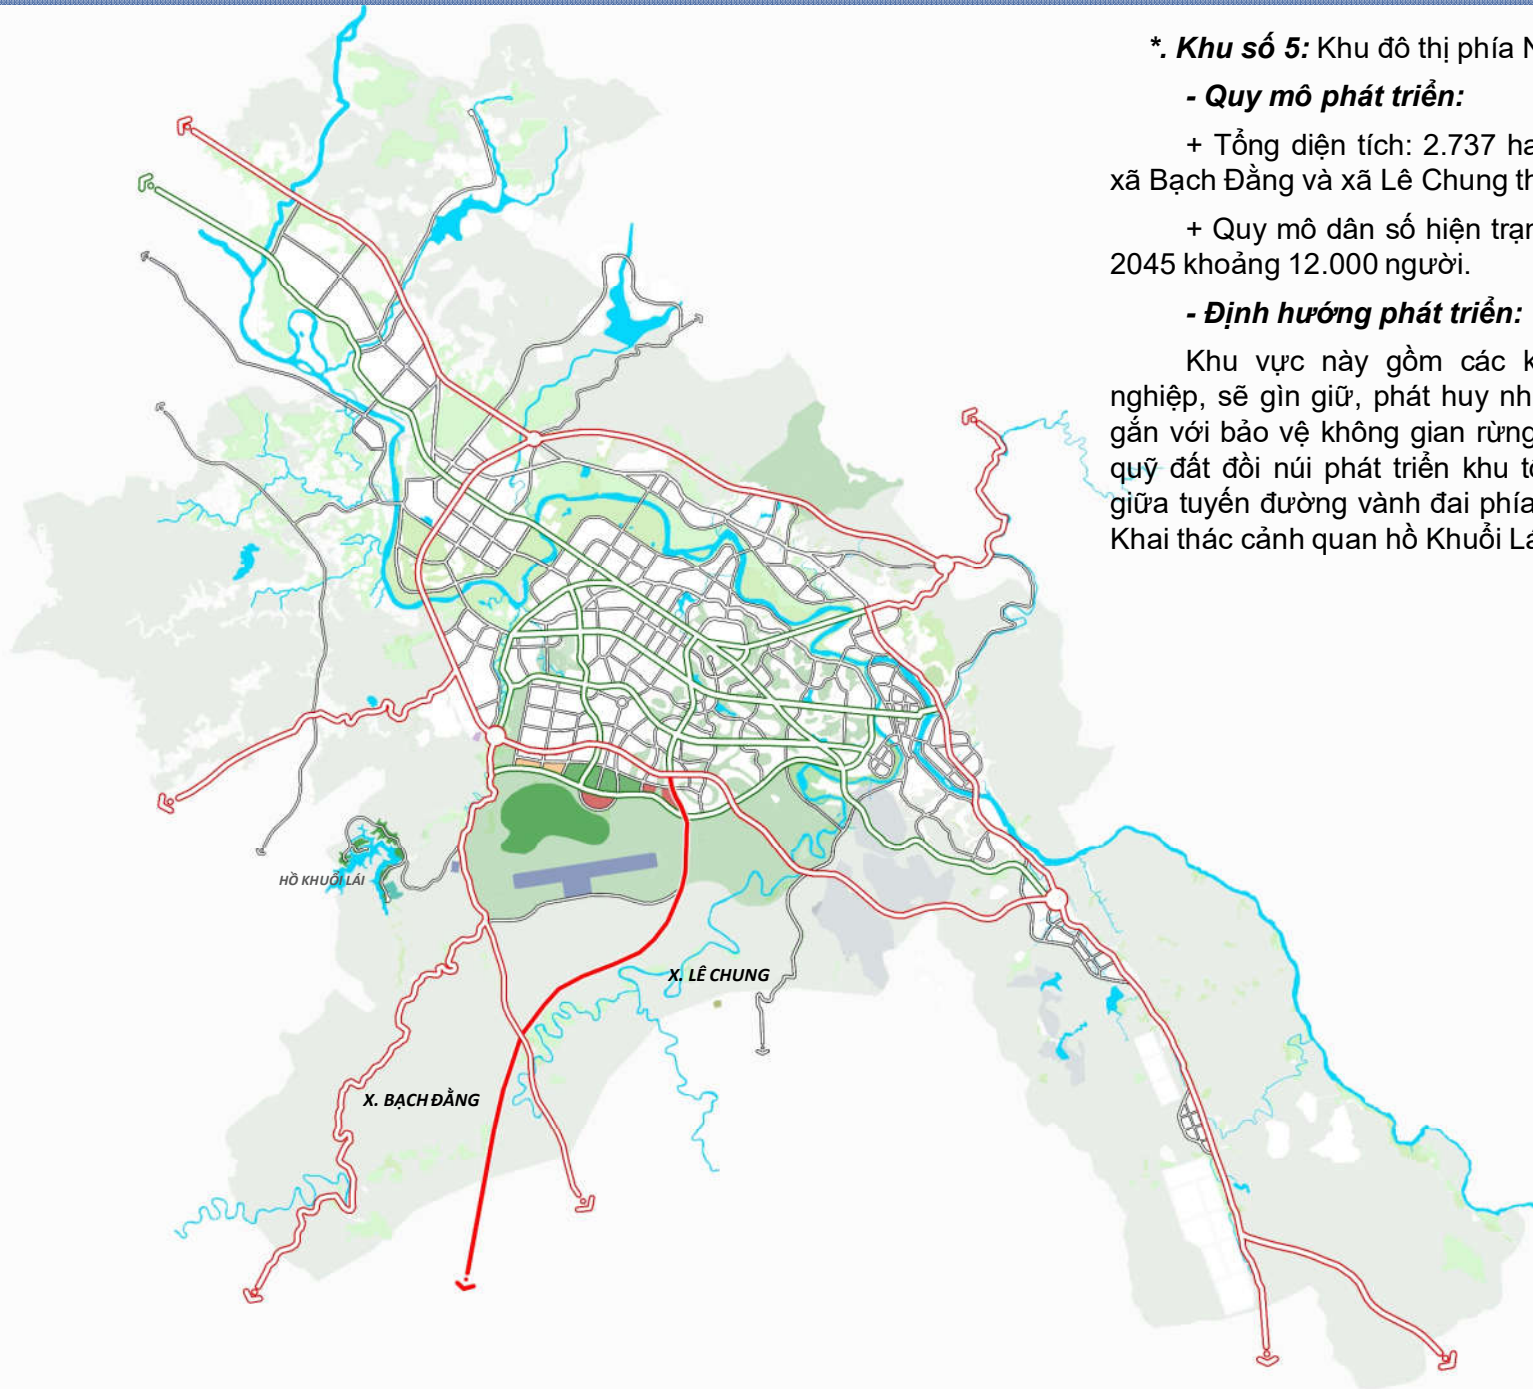 *. Khu số 5: Khu đô thị phía
- Quy mô phát triển:
+ Tổng diện tích: 2.737 ha
xã Bạch Đằng và xã Lê Chung
+ Quy mô dân số hiện
2045 khoảng 12.000 người.
- Định hướng phát triển:
Khu vực này gồm các
nghiệp, sẽ gìn giữ, phát huy
gắn với bảo vệ không gian rừng
quỹ đất đồi núi phát triển khu
giữa tuyến đường vành đai phía
Khai thác cảnh quan hồ Khuổi
HỒ KHUỔI LÁI
X. LÊ CHUNG
X. BẠCH ĐẰNG